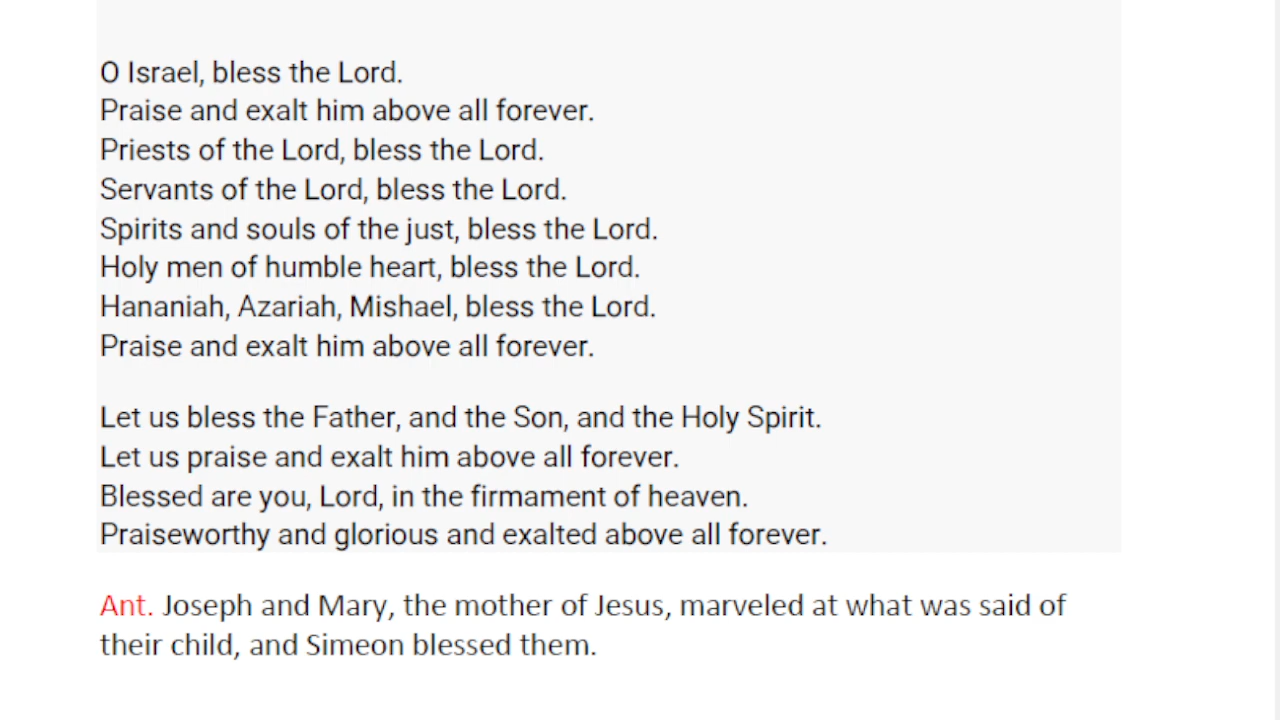 O Israel, bless the Lord.
Praise and exalt him above all forever.
Priests of the Lord, bless the Lord.
Servants of the Lord, bless the Lord.
Spirits and souls of the just, bless the Lord.
Holy men of humble heart, bless the Lord.
Hananiah, Azariah, Mishael, bless the Lord.
Praise and exalt him above all forever.
Let us bless the Father, and the Son, and the Holy Spirit.
Let us praise and exalt him above all forever.
Blessed are you, Lord, in the firmament of heaven.
Praiseworthy and glorious and exalted above all forever.
Ant. Joseph and Mary, the mother of Jesus, marveled at what was said of
their child, and Simeon blessed them.